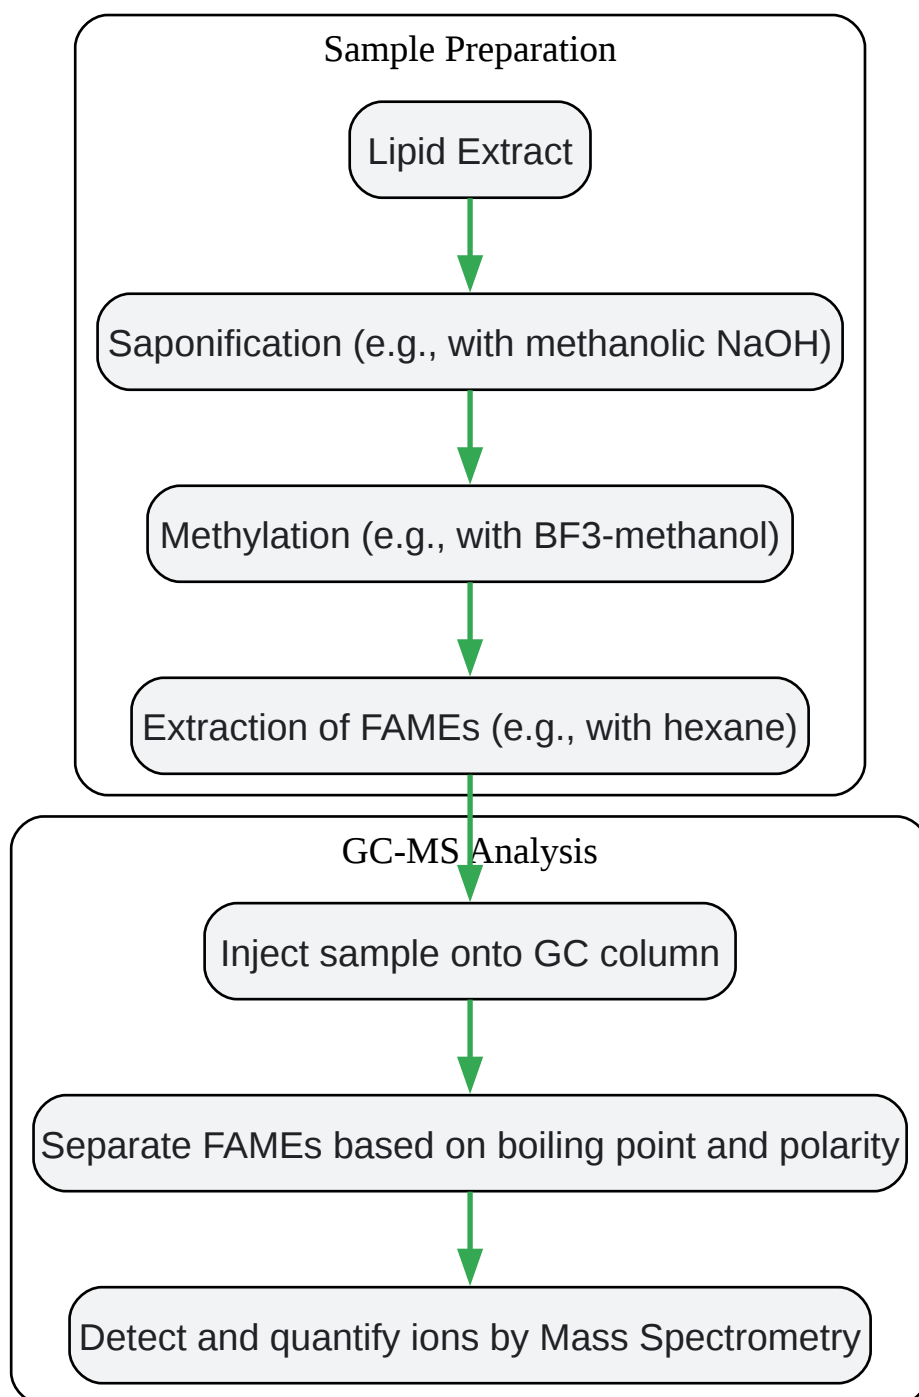 Sample Preparation
Lipid Extract
Saponification (e.g., with methanolic NaOH)
Methylation (e.g., with BF3-methanol)
Extraction of FAMEs (e.g., with hexane)
GC-MS Analysis
Inject sample onto GC column
Separate FAMEs based on boiling point and polarity
Detect and quantify ions by Mass Spectrometry